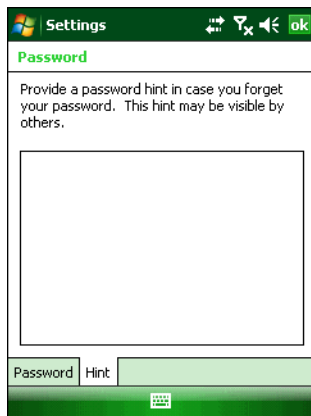 Settings
ok
Password
Provide a password hint in case you forget
your password. This hint may be visible by
others.
Password Hint